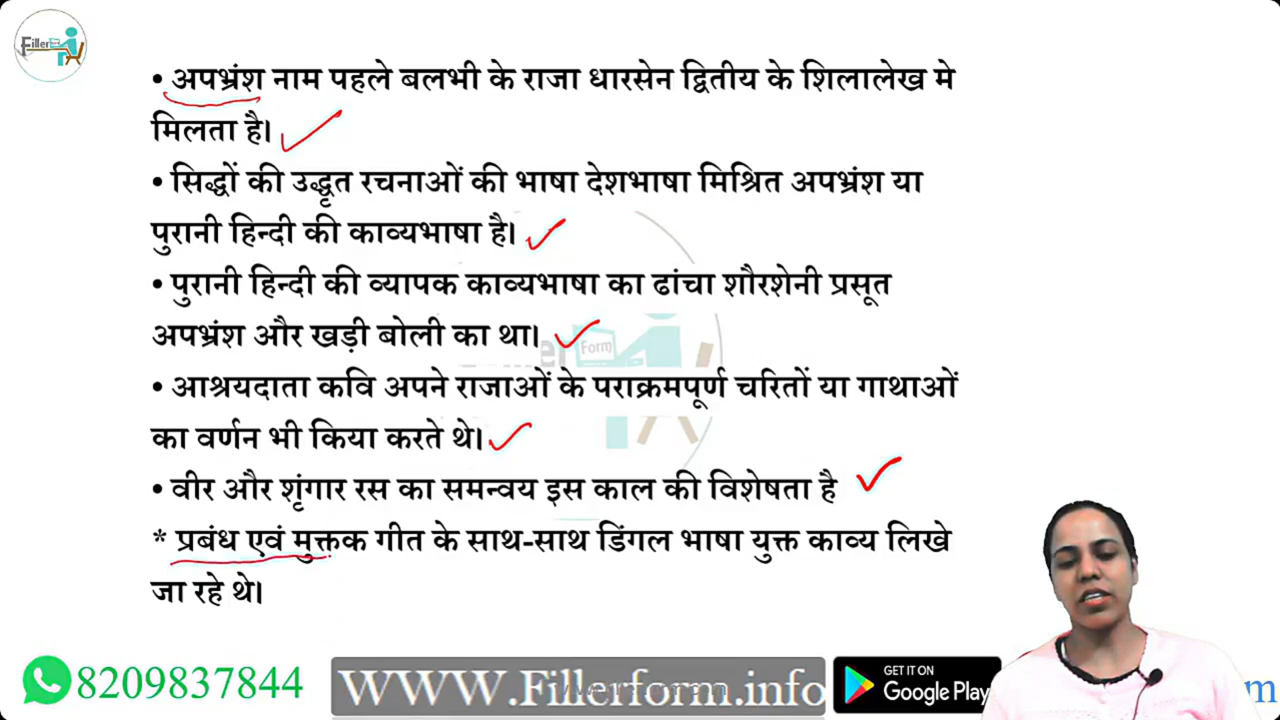 Fillerform
• अपभ्रंश नाम पहले बलभी के राजा धारसेन द्वितीय के शिलालेख मे
मिलता है।
• सिद्धों की उद्धृत रचनाओं की भाषा देशभाषा मिश्रित अपभ्रंश या
पुरानी हिन्दी की काव्यभाषा है।
• पुरानी हिन्दी की व्यापक काव्यभाषा का ढांचा शौरशेनी प्रसूत
अपभ्रंश और खड़ी बोली का था।
Form
• आश्रयदाता कवि अपने राजाओं के पराक्रमपूर्ण चरितों या गाथाओं
का वर्णन भी किया करते थे।
• वीर और शृंगार रस का समन्वय इस काल की विशेषता है
* प्रबंध एवं मुक्तक गीत के साथ-साथ डिंगल भाषा युक्त काव्य लिखे
जा रहे थे।
8209837844
WWW.Fillerform.info
GET IT ON
Google Play